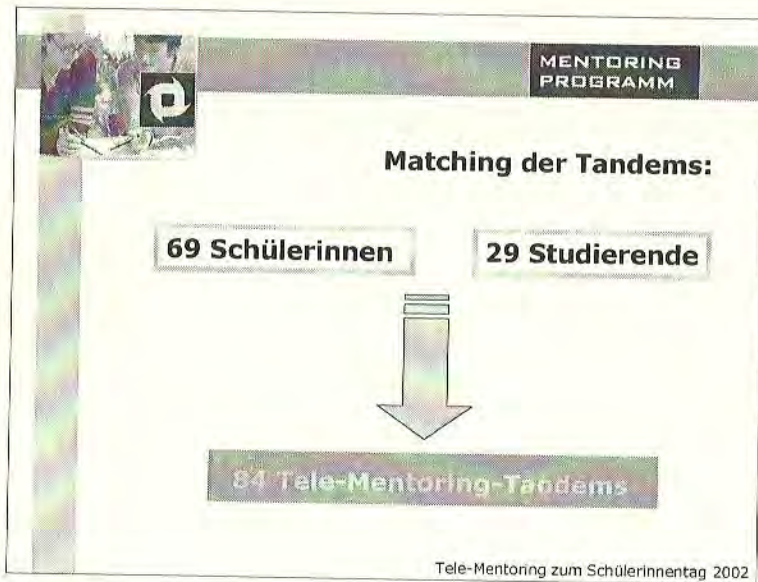 MENTORING
PROGRAMM
Matching der Tandems:
69 Schülerinnen
29 Studierende
84 Tele-Mentoring-Tandems
Tele-Mentoring zum Schülerinnentag 2002